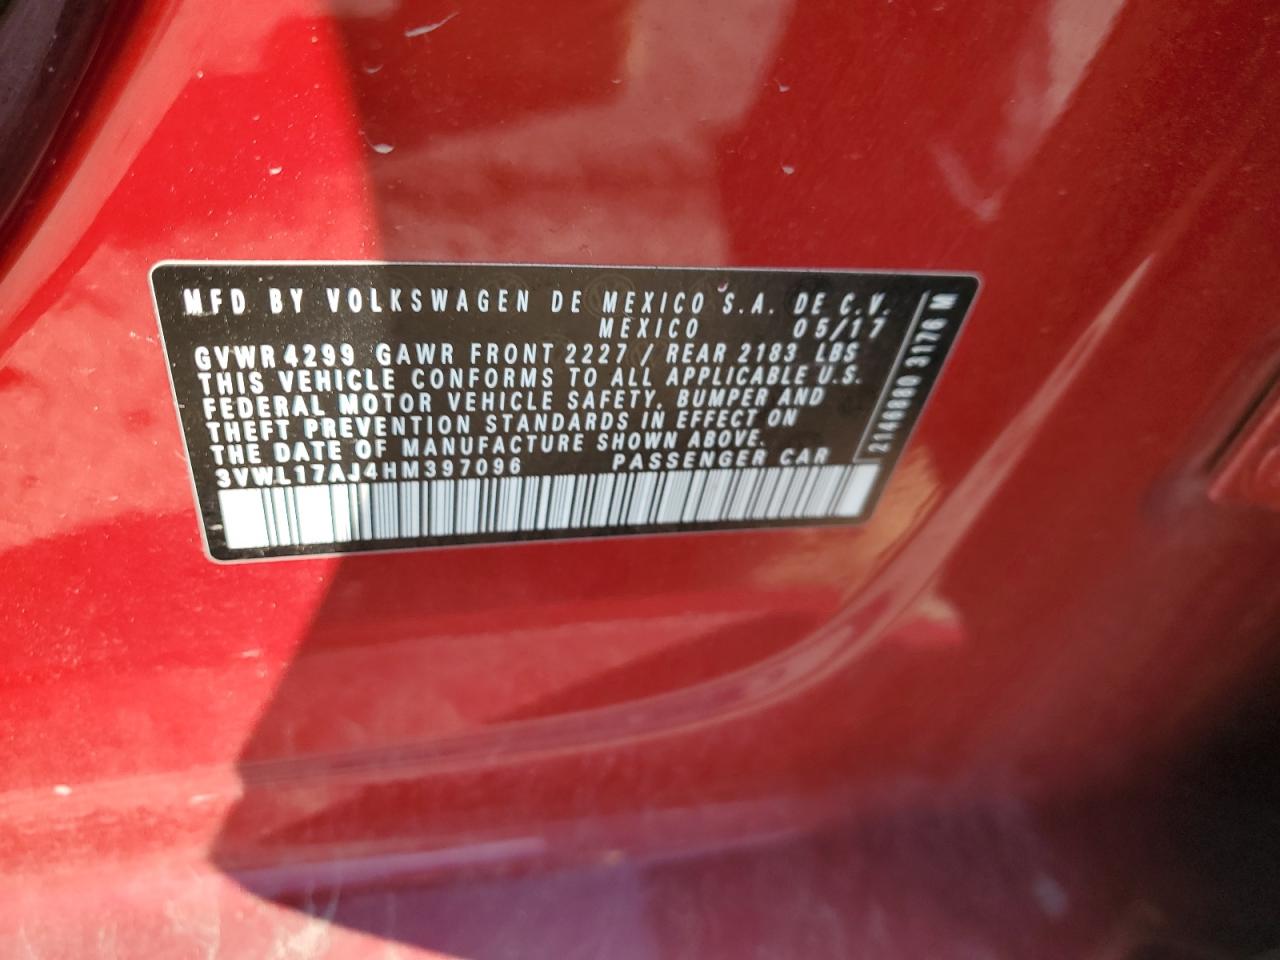 MFD BY VOLKSWAGEN DE MEXICO S.A. DE C.V.
MEXICO 05/17
GVWR 4299 GAWR FRONT 2227 / REAR 2183 LBS
THIS VEHICLE CONFORMS TO ALL APPLICABLE U.S.
FEDERAL MOTOR VEHICLE SAFETY, BUMPER AND
THEFT PREVENTION STANDARDS IN EFFECT ON
THE DATE OF MANUFACTURE SHOWN ABOVE.
3VWL17AJ4HM397096 PASSENGER CAR
2140880 3176 M